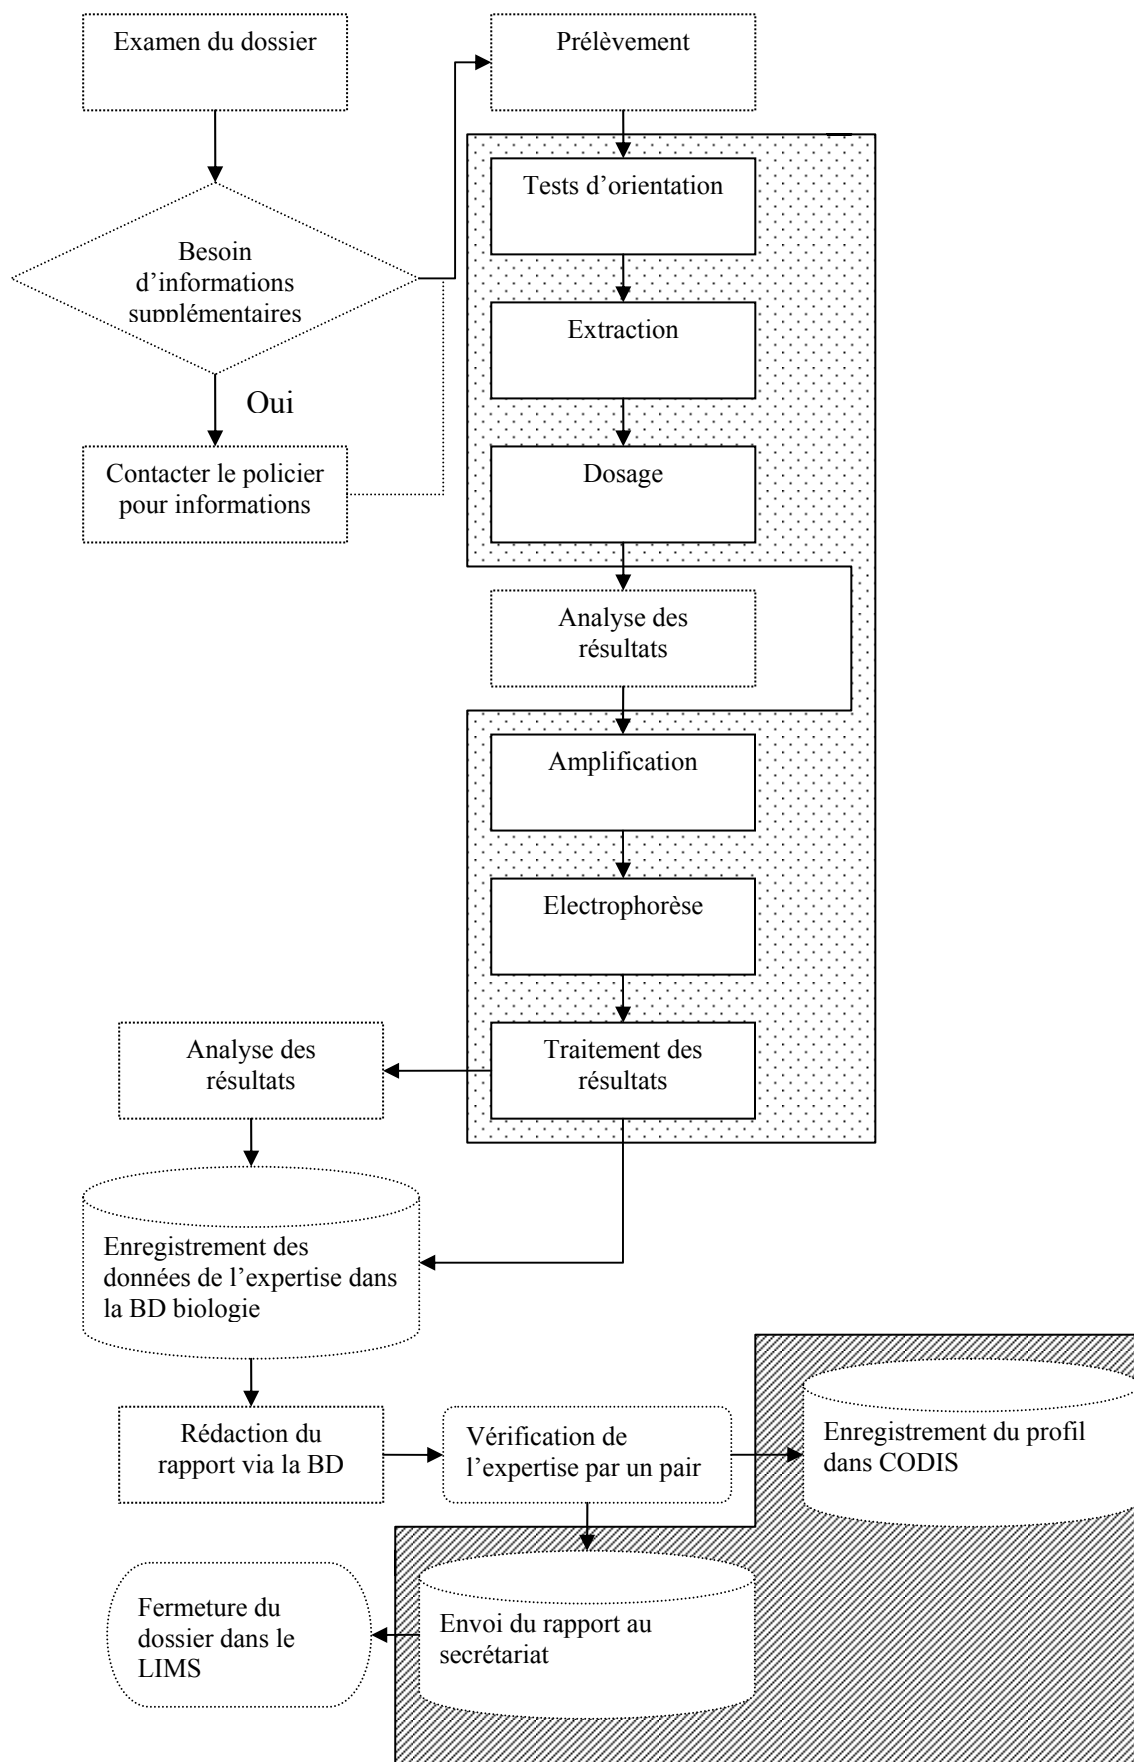 Examen du dossier
Prélèvement
Tests d’orientation
Besoin
d’informations
supplémentaires
Extraction
Oui
Contacter le policier
pour informations
Dosage
Analyse des
résultats
Amplification
Electrophorèse
Traitement des
résultats
Analyse des
résultats
Enregistrement des
données de l’expertise dans
la BD biologie
Rédaction du
rapport via la BD
Vérification de
l’expertise par un pair
Enregistrement du profil
dans CODIS
Envoi du rapport au
secrétariat
Fermeture du
dossier dans le
LIMS